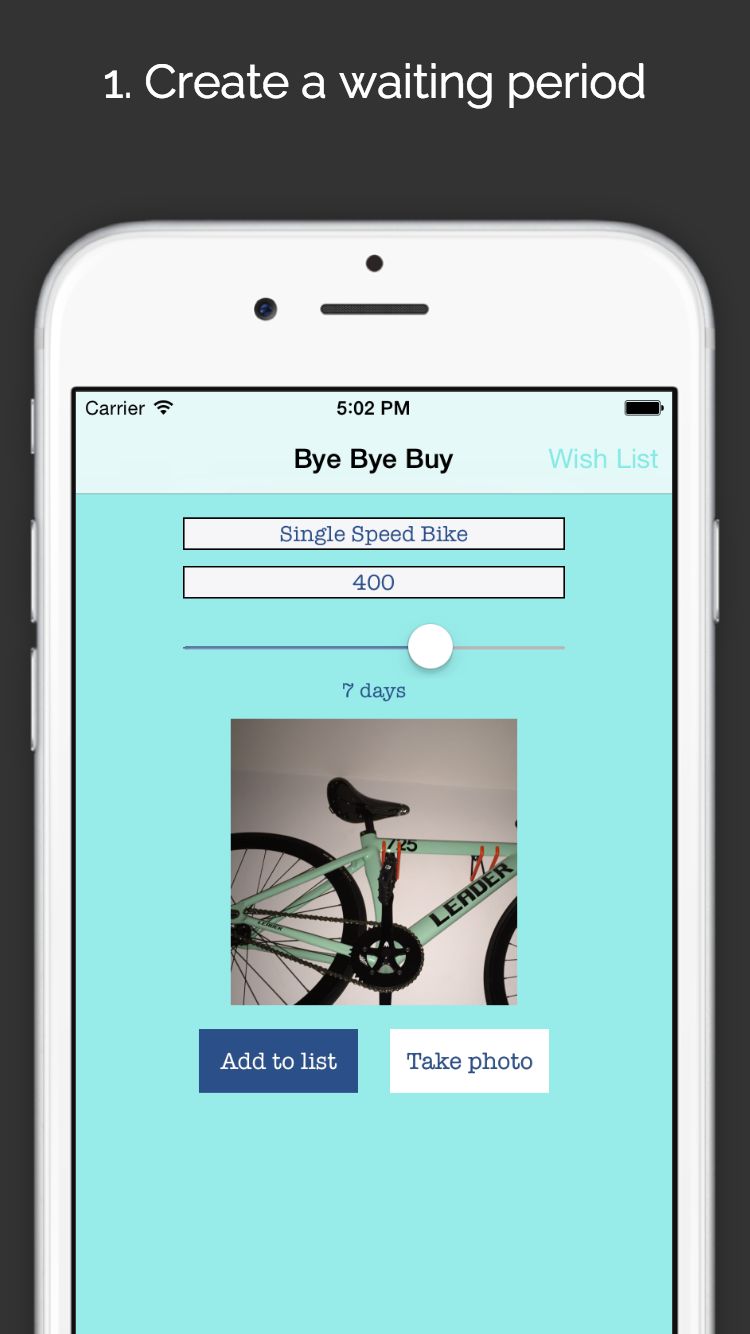 1. Create a waiting period
Carrier 5:02 PM
Bye Bye Buy Wish List
Single Speed Bike
400
7 days
725
LEADER
LEADER
Add to list Take photo